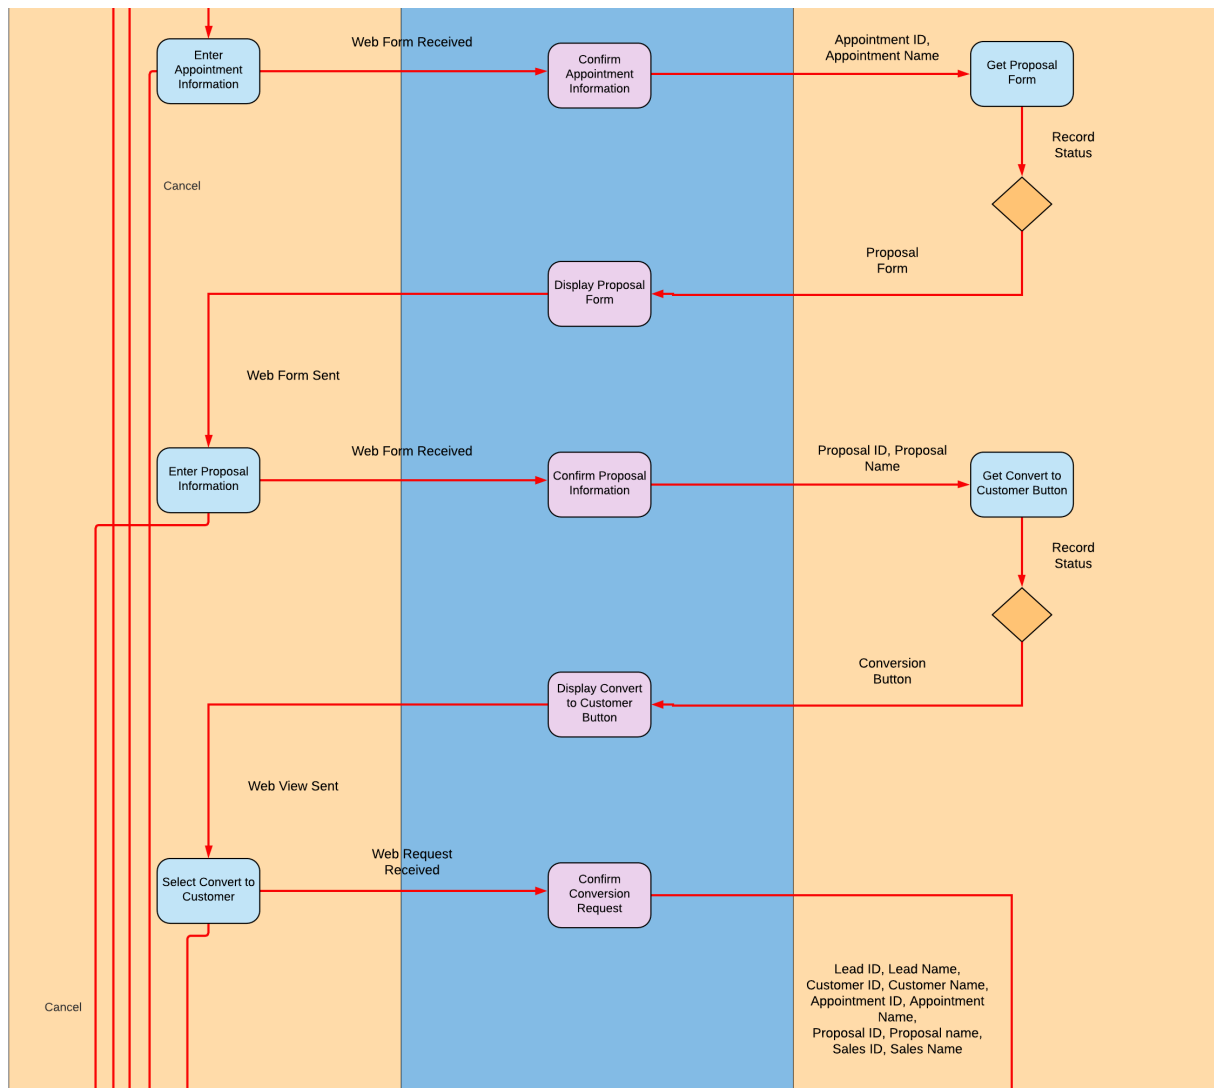 Enter
Appointment
Information
Web Form Received
Confirm
Appointment
Information
Appointment ID,
Appointment Name
Get Proposal
Form
Record
Status
Cancel
Proposal
Form
Display Proposal
Form
Web Form Sent
Enter Proposal
Information
Web Form Received
Confirm Proposal
Information
Proposal ID, Proposal
Name
Get Convert to
Customer Button
Record
Status
Conversion
Button
Display Convert
to Customer
Button
Web View Sent
Select Convert to
Customer
Web Request
Received
Confirm
Conversion
Request
Lead ID, Lead Name,
Customer ID, Customer Name,
Appointment ID, Appointment
Name,
Proposal ID, Proposal name,
Sales ID, Sales Name
Cancel